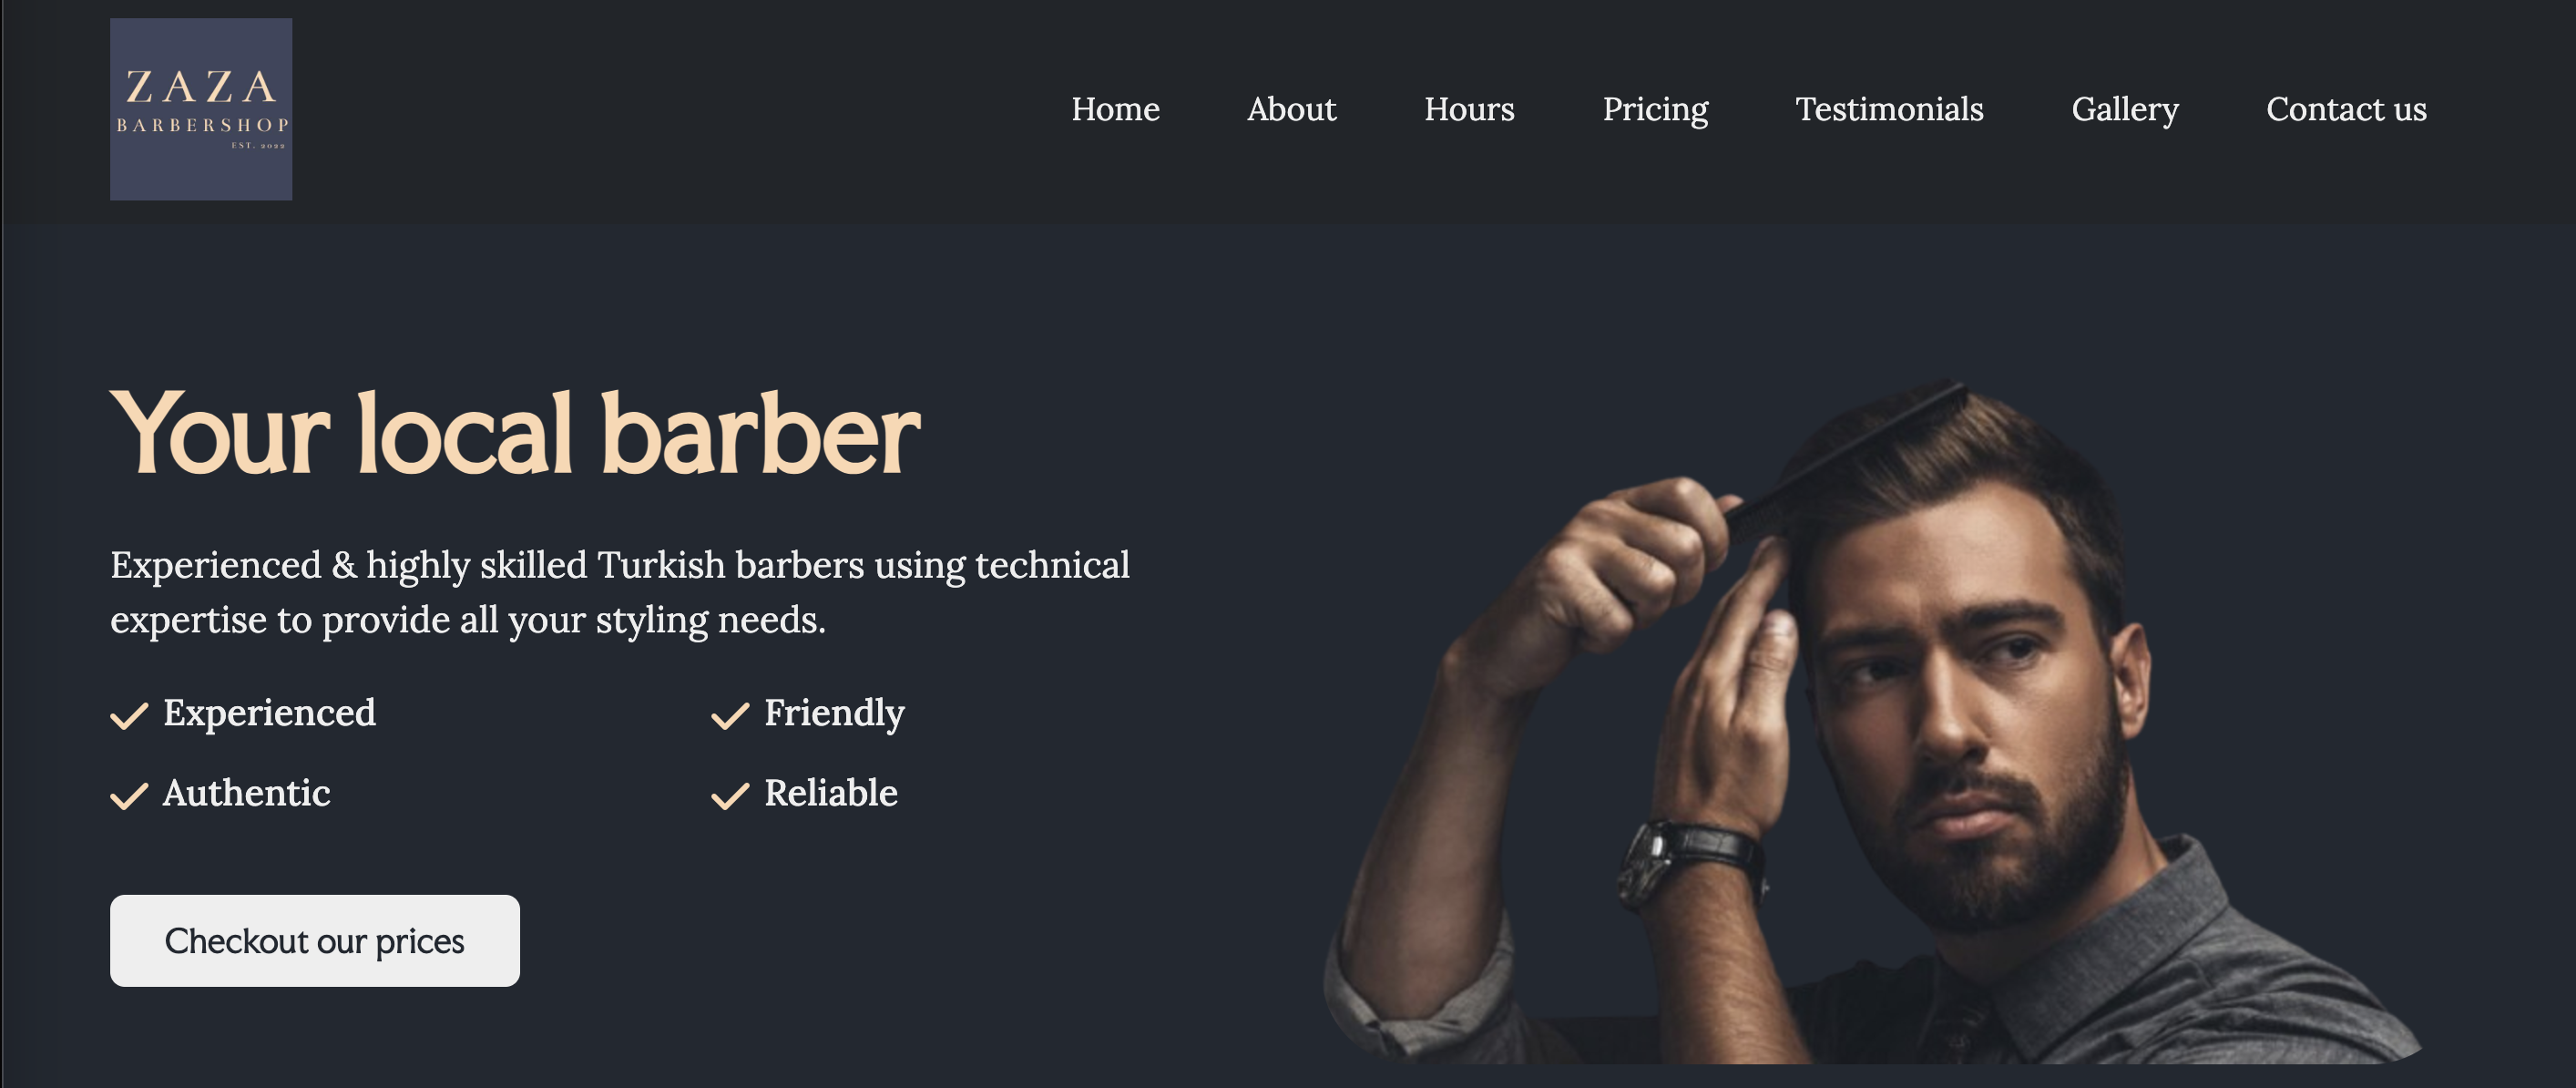 ZAZA
BARBERSHOP
EST. 2022
Home About Hours Pricing Testimonials Gallery Contact us
Your local barber
Experienced & highly skilled Turkish barbers using technical
expertise to provide all your styling needs.
Experienced Friendly
Authentic Reliable
Checkout our prices